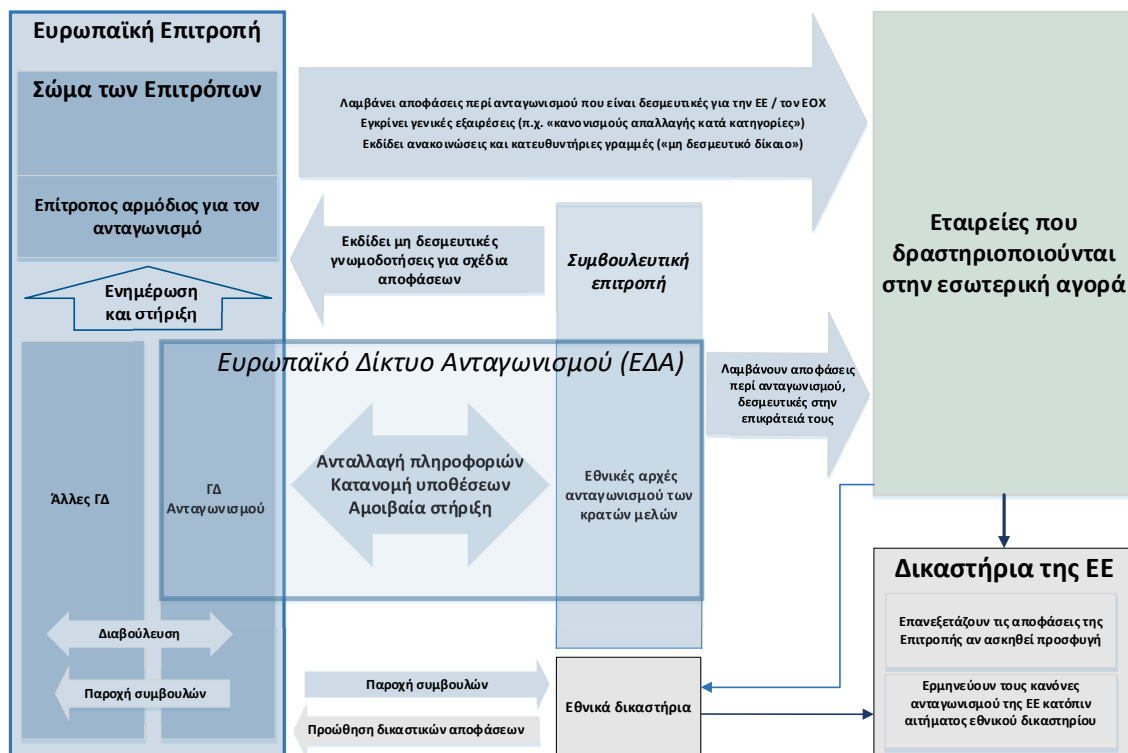 Ευρωπαϊκή Επιτροπή
Σώμα των Επιτρόπων
Επίτροπος αρμόδιος για τον
ανταγωνισμό
Ενημέρωση
και στήριξη
Λαμβάνει αποφάσεις περί ανταγωνισμού που είναι δεσμευτικές για την ΕΕ / τον ΕΟΧ
Εγκρίνει γενικές εξαιρέσεις (π.χ. «κανονισμούς απαλλαγής κατά κατηγορίες»)
Εκδίδει ανακοινώσεις και κατευθυντήριες γραμμές («μη δεσμευτικό δίκαιο»)
Εκδίδει μη δεσμευτικές
γνωμοδοτήσεις για σχέδια
αποφάσεων
Συμβουλευτική
επιτροπή
Εταιρείες που
δραστηριοποιούνται
στην εσωτερική αγορά
Ευρωπαϊκό Δίκτυο Ανταγωνισμού (ΕΔΑ)
Λαμβάνουν αποφάσεις
περί ανταγωνισμού,
δεσμευτικές στην
επικράτειά τους
Άλλες ΓΔ
ΓΔ
Ανταγωνισμού
Ανταλλαγή πληροφοριών
Κατανομή υποθέσεων
Αμοιβαία στήριξη
Εθνικές αρχές
ανταγωνισμού των
κρατών μελών
Διαβούλευση
Παροχή συμβουλών
Παροχή συμβουλών
Προώθηση δικαστικών αποφάσεων
Εθνικά δικαστήρια
Δικαστήρια της ΕΕ
Επανεξετάζουν τις αποφάσεις της
Επιτροπής αν ασκηθεί προσφυγή
Ερμηνεύουν τους κανόνες
ανταγωνισμού της ΕΕ κατόπιν
αιτήματος εθνικού δικαστηρίου